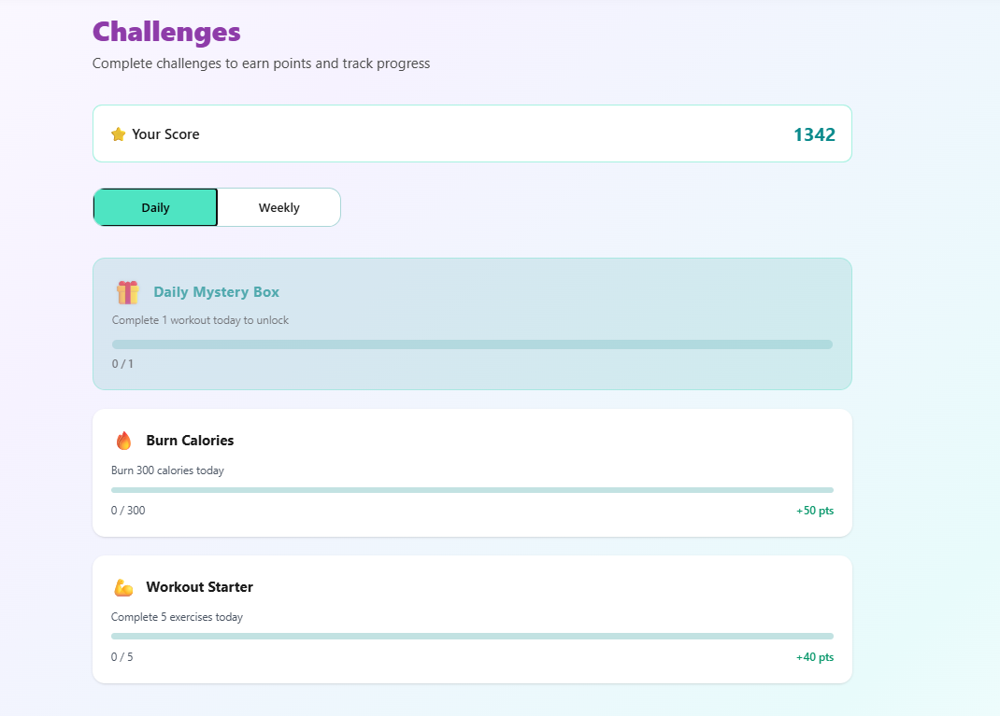 Challenges
Complete challenges to earn points and track progress
Your Score
1342
Daily
Weekly
Daily Mystery Box
Complete 1 workout today to unlock
0 / 1
Burn Calories
Burn 300 calories today
0 / 300
+50 pts
Workout Starter
Complete 5 exercises today
0 / 5
+40 pts